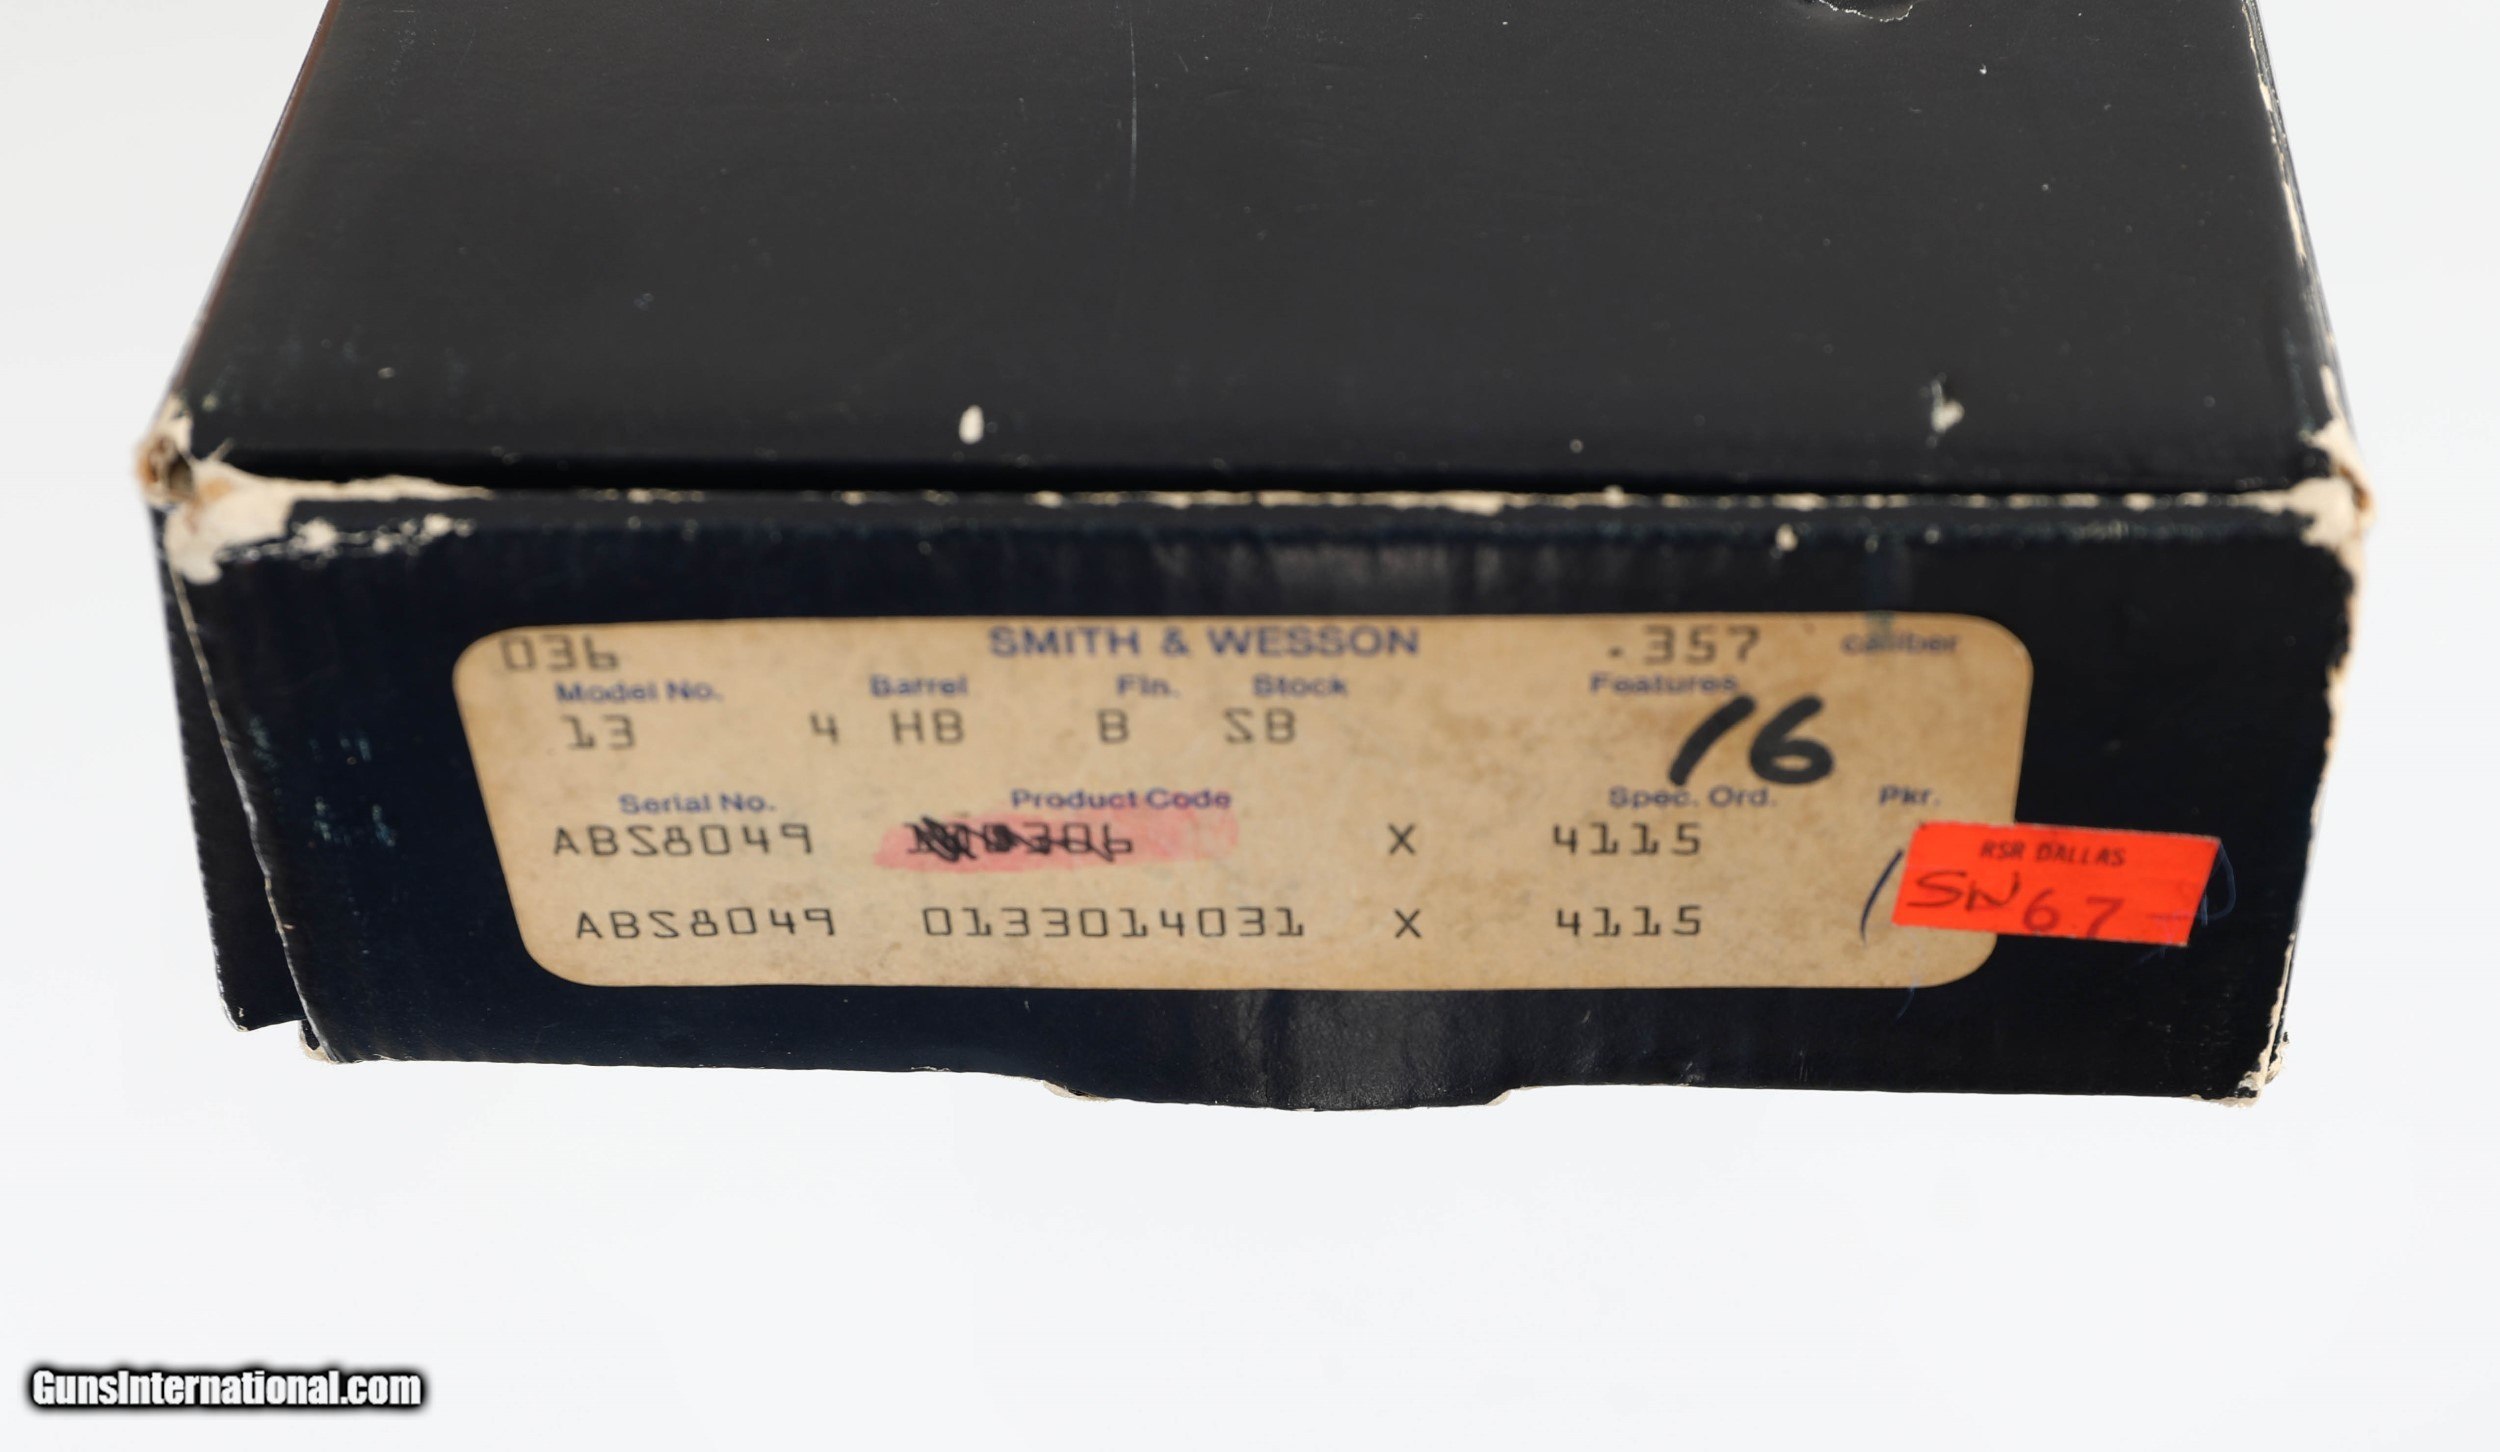 036 SMITH & WESSON .357 caliber
Model No. Barrel Fin. Stock Features
13 4 HB B SB 16
Serial No. Product Code Spec. Ord. Pkr.
ABS8049 X 4115
RSR DALLAS
SN 67
ABS8049 0133014031 X 4115
GunsInternational.com